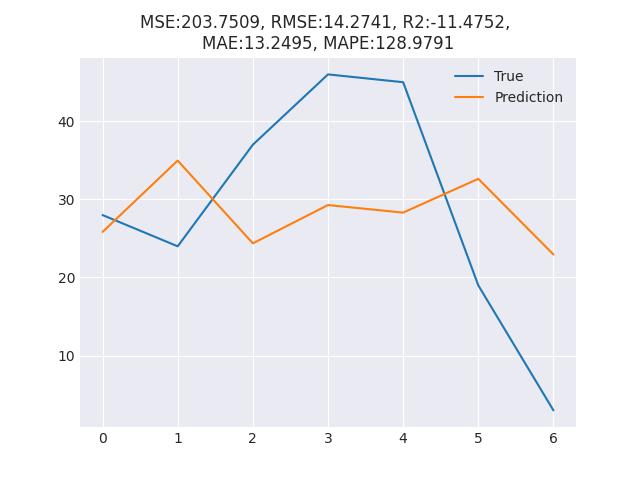 MSE:203.7509, RMSE:14.2741, R2:-11.4752,
MAE:13.2495, MAPE:128.9791
True
Prediction
40
30
20
10
0 1 2 3 4 5 6